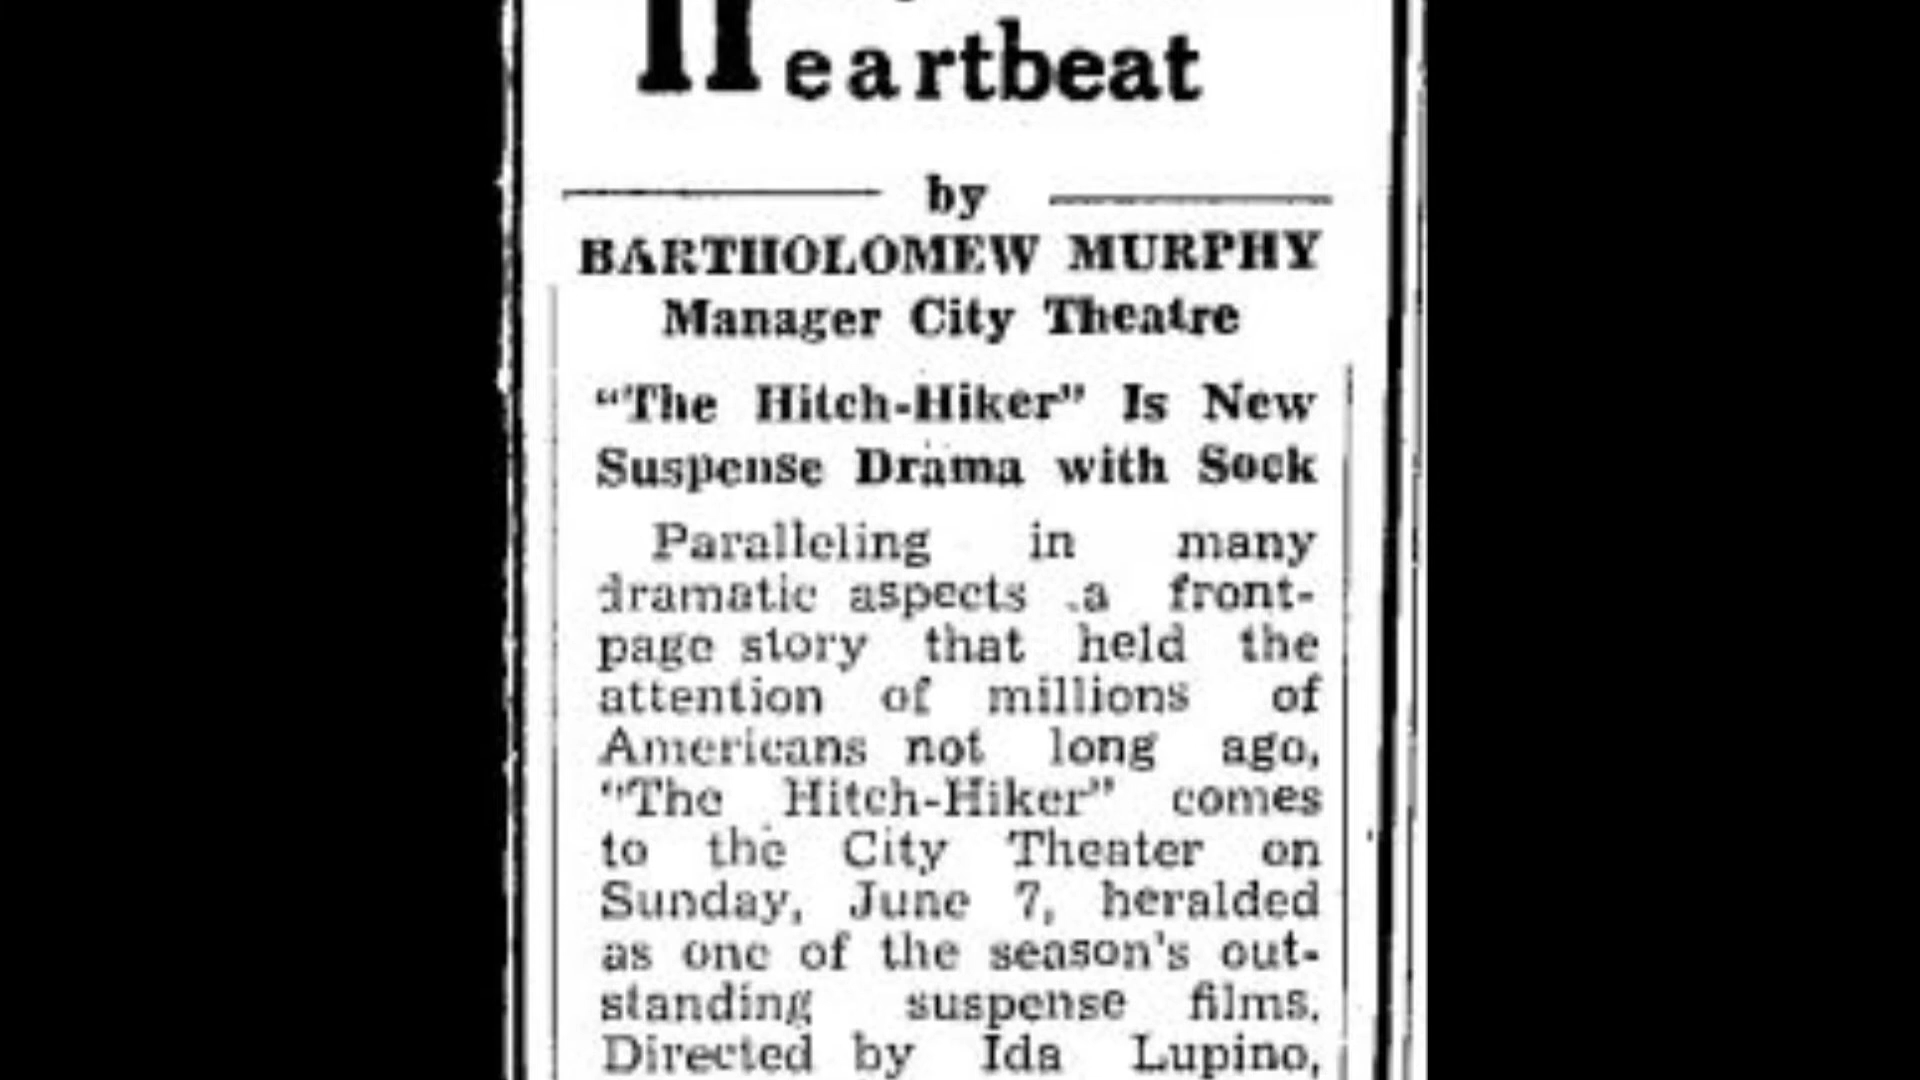 Heartbeat
by
BARTHOLOMEW MURPHY
Manager City Theatre
"The Hitch-Hiker" Is New
Suspense Drama with Sock
Paralleling in many
dramatic aspects a front-
page story that held the
attention of millions of
Americans not long ago,
"The Hitch-Hiker" comes
to the City Theater on
Sunday, June 7, heralded
as one of the season's out-
standing suspense films.
Directed by Ida Lupino,